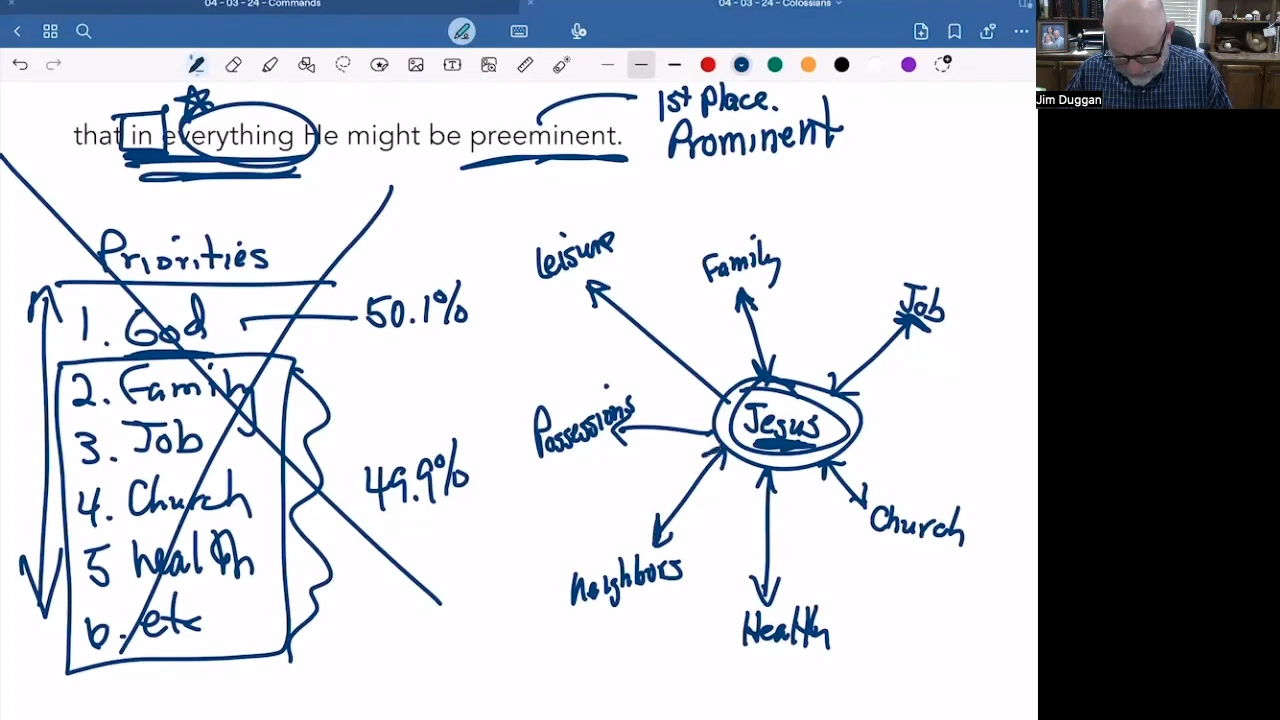 04 - 03 - 24 - Commands
04 - 03 - 24 - Colossians
Jim Duggan
1st Place.
that in everything He might be preeminent.
Prominent
Priorities
1. God
50.1%
2. Family
3. Job
4. Church
5 health
6. etc
49.9%
Leisure
Family
Job
Possessions
Jesus
Church
Neighbors
Health